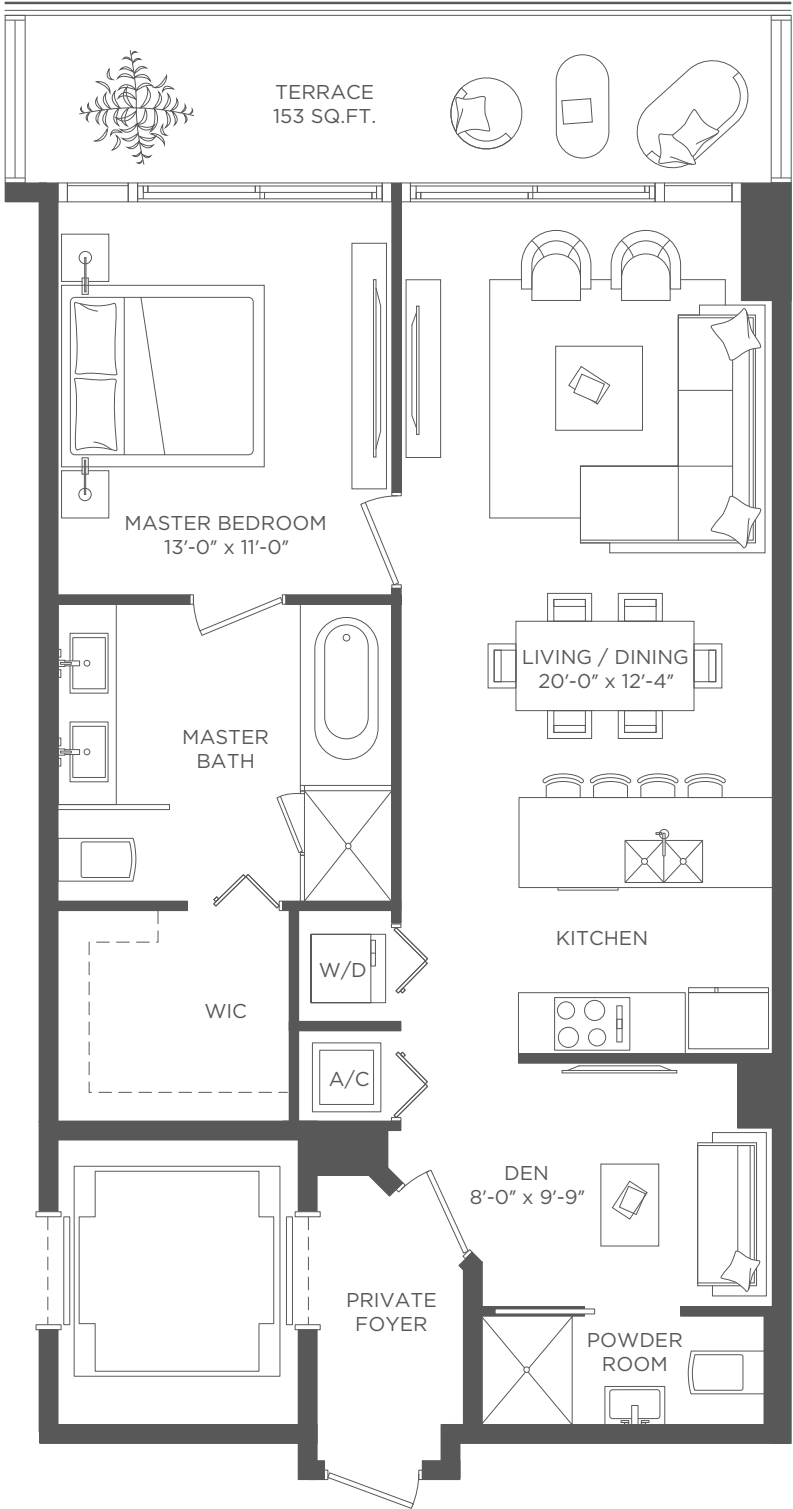 TERRACE
153 SQ.FT.
MASTER BEDROOM
13'-0" x 11'-0"
LIVING / DINING
20'-0" x 12'-4"
MASTER
BATH
KITCHEN
W/D
WIC
A/C
DEN
8'-0" x 9'-9"
PRIVATE
FOYER
POWDER
ROOM